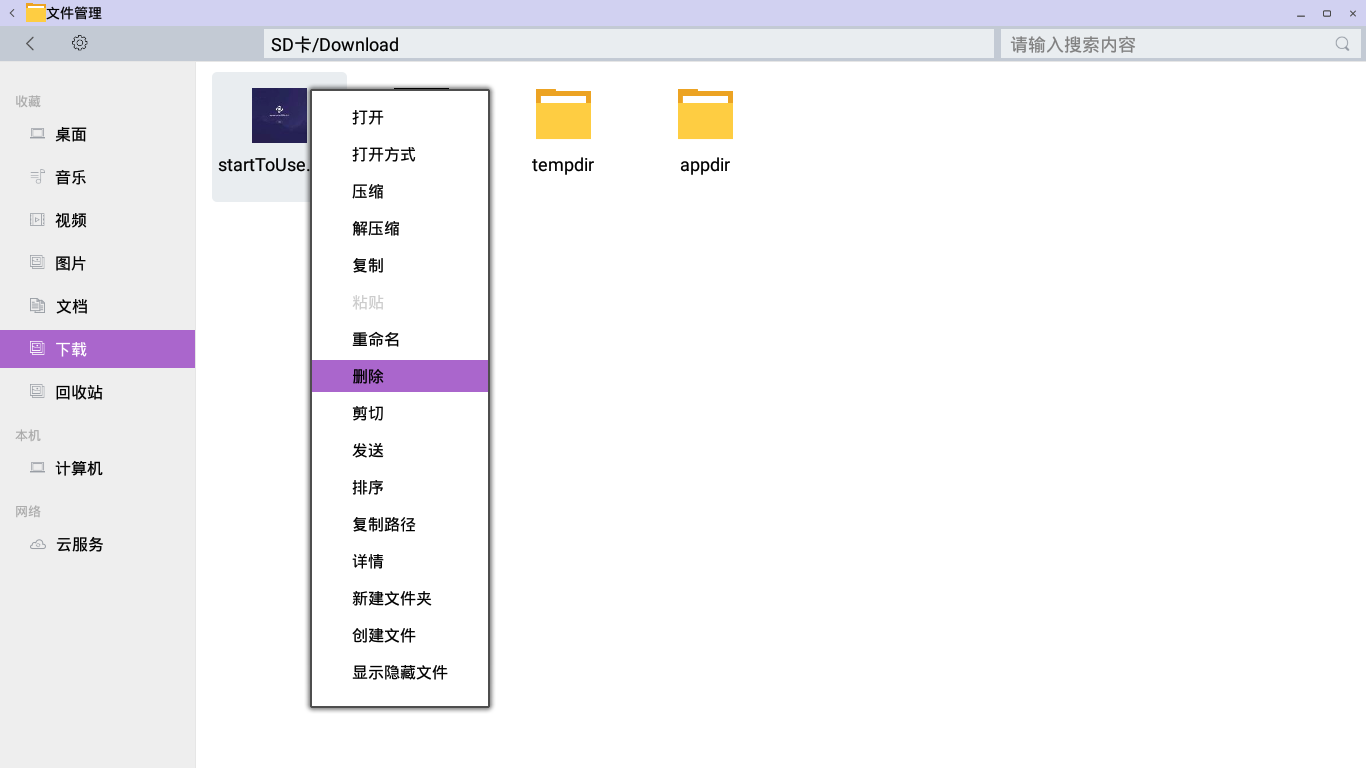 文件管理
SD卡/Download
请输入搜索内容
收藏
桌面
音乐
视频
图片
文档
下载
回收站
本机
计算机
网络
云服务
startToUse.
tempdir
appdir
打开
打开方式
压缩
解压缩
复制
粘贴
重命名
删除
剪切
发送
排序
复制路径
详情
新建文件夹
创建文件
显示隐藏文件